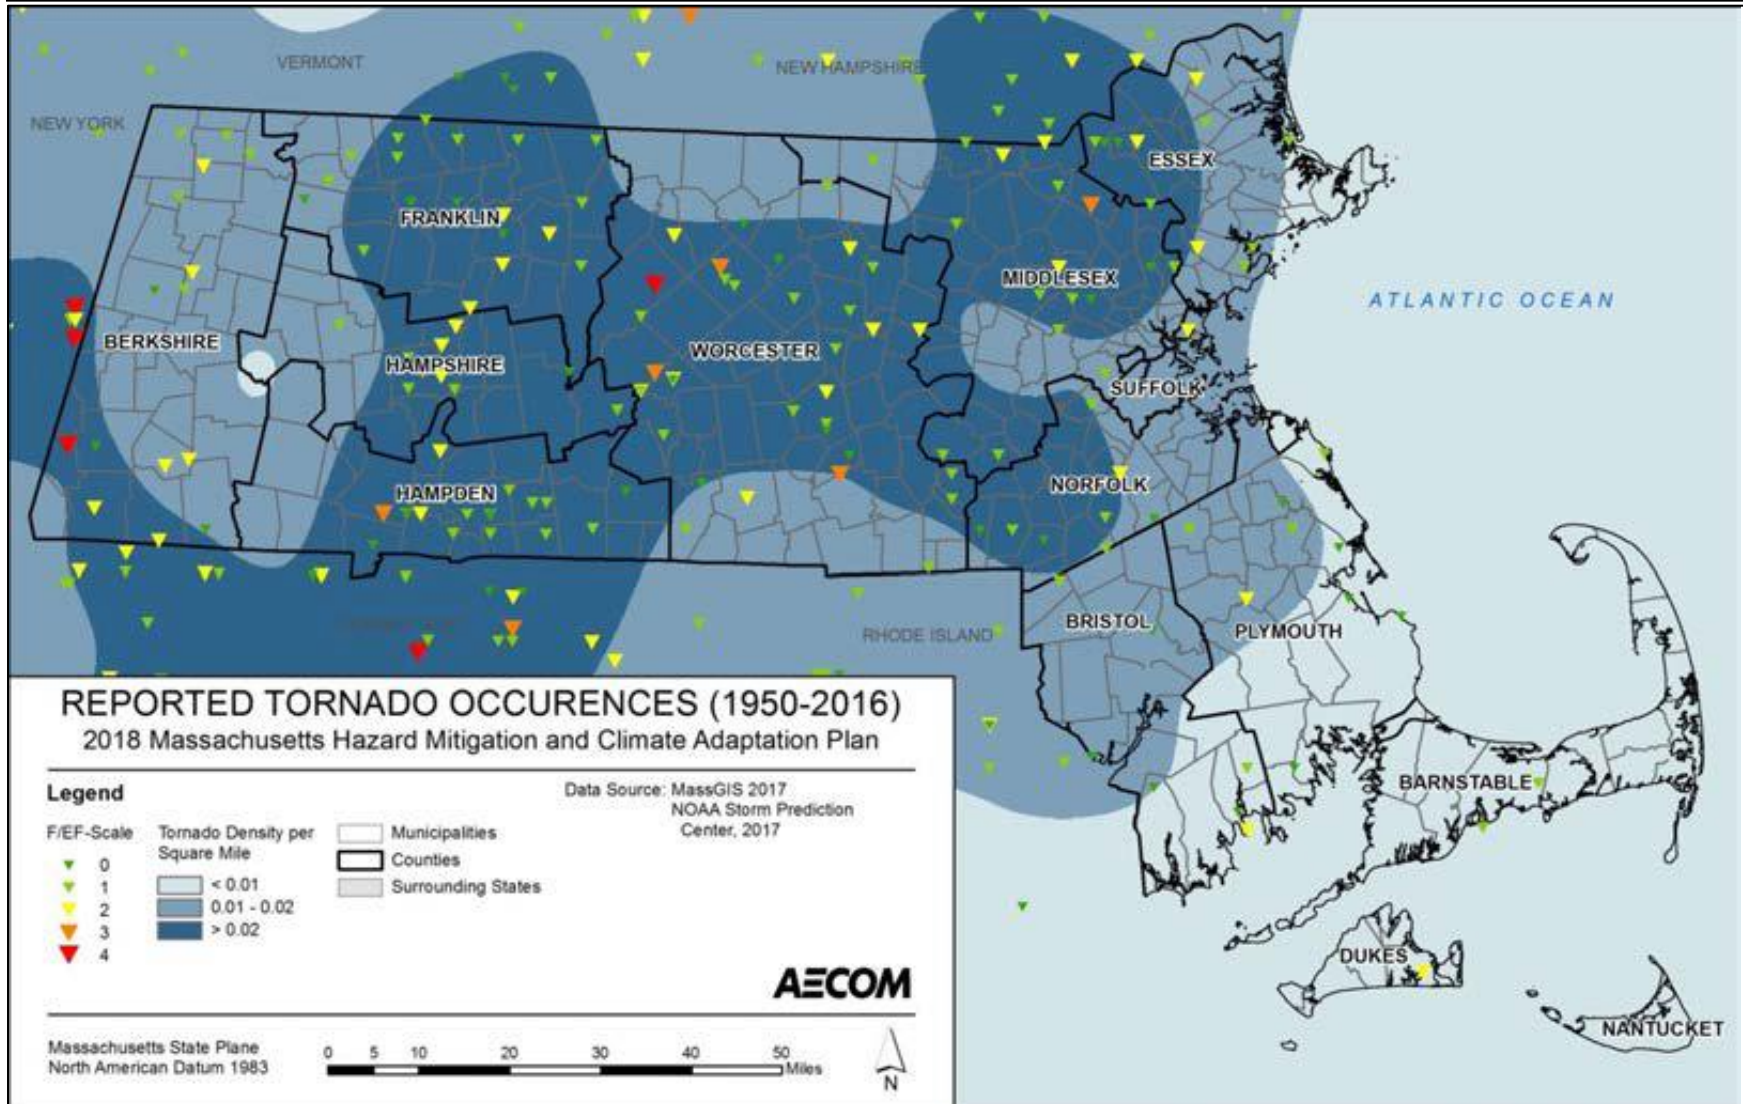 VERMONT
NEW HAMPSHIRE
NEW YORK
ESSEX
FRANKLIN
MIDDLESEX
ATLANTIC OCEAN
BERKSHIRE
WORCESTER
HAMPSHIRE
SUFFOLK
NORFOLK
HAMPDEN
BRISTOL
PLYMOUTH
RHODE ISLAND
BARNSTABLE
DUKES
NANTUCKET
REPORTED TORNADO OCCURENCES (1950-2016)
2018 Massachusetts Hazard Mitigation and Climate Adaptation Plan
Legend
Data Source: MassGIS 2017
NOAA Storm Prediction
Center, 2017
F/EF-Scale
0
1
2
3
4
Tornado Density per
Square Mile
< 0.01
0.01 - 0.02
> 0.02
Municipalities
Counties
Surrounding States
AECOM
Massachusetts State Plane
North American Datum 1983
0 5 10 20 30 40 50
Miles
N